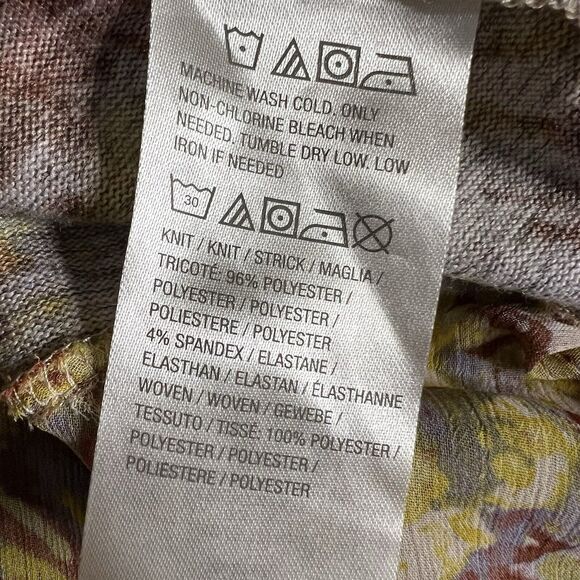 MACHINE WASH COLD. ONLY
NON-CHLORINE BLEACH WHEN
NEEDED. TUMBLE DRY LOW. LOW
IRON IF NEEDED
30
KNIT / KNIT / STRICK / MAGLIA /
TRICOTÉ: 96% POLYESTER /
POLYESTER / POLYESTER /
POLIESTERE / POLYESTER
4% SPANDEX / ELASTANE /
ELASTHAN / ELASTAN / ÉLASTHANNE
WOVEN / WOVEN / GEWEBE /
TESSUTO / TISSÉ: 100% POLYESTER /
POLYESTER / POLYESTER /
POLIESTERE / POLYESTER